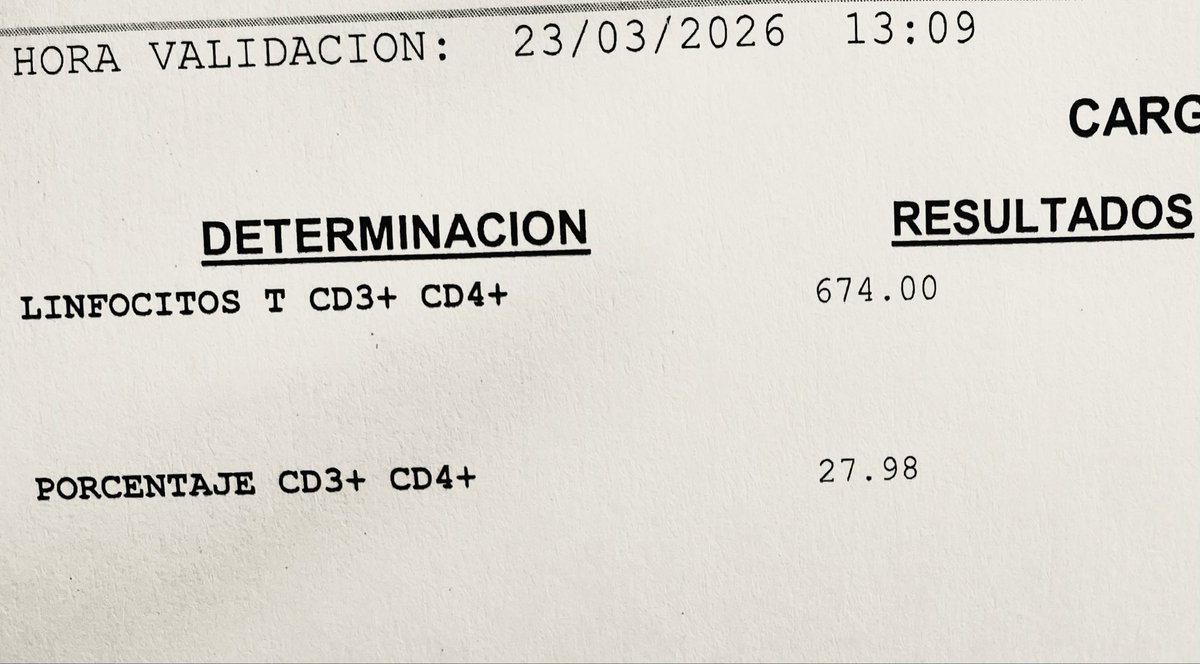 HORA VALIDACION: 23/03/2026 13:09
CARG
DETERMINACION RESULTADOS
LINFOCITOS T CD3+ CD4+ 674.00
PORCENTAJE CD3+ CD4+ 27.98